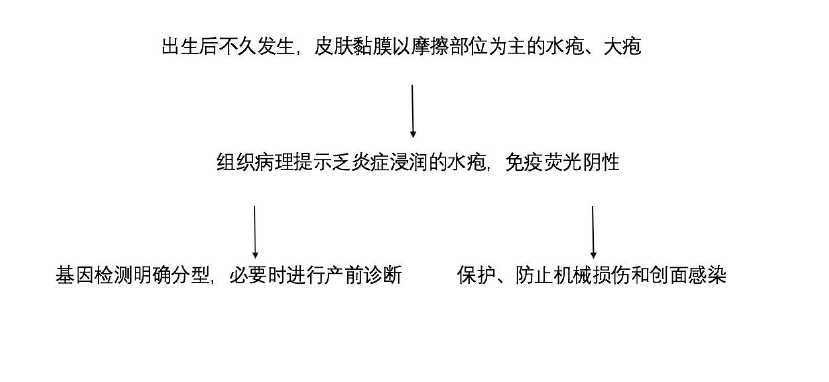 出生后不久发生，皮肤黏膜以摩擦部位为主的水疱、大疱
组织病理提示乏炎症浸润的水疱，免疫荧光阴性
基因检测明确分型，必要时进行产前诊断
保护、防止机械损伤和创面感染